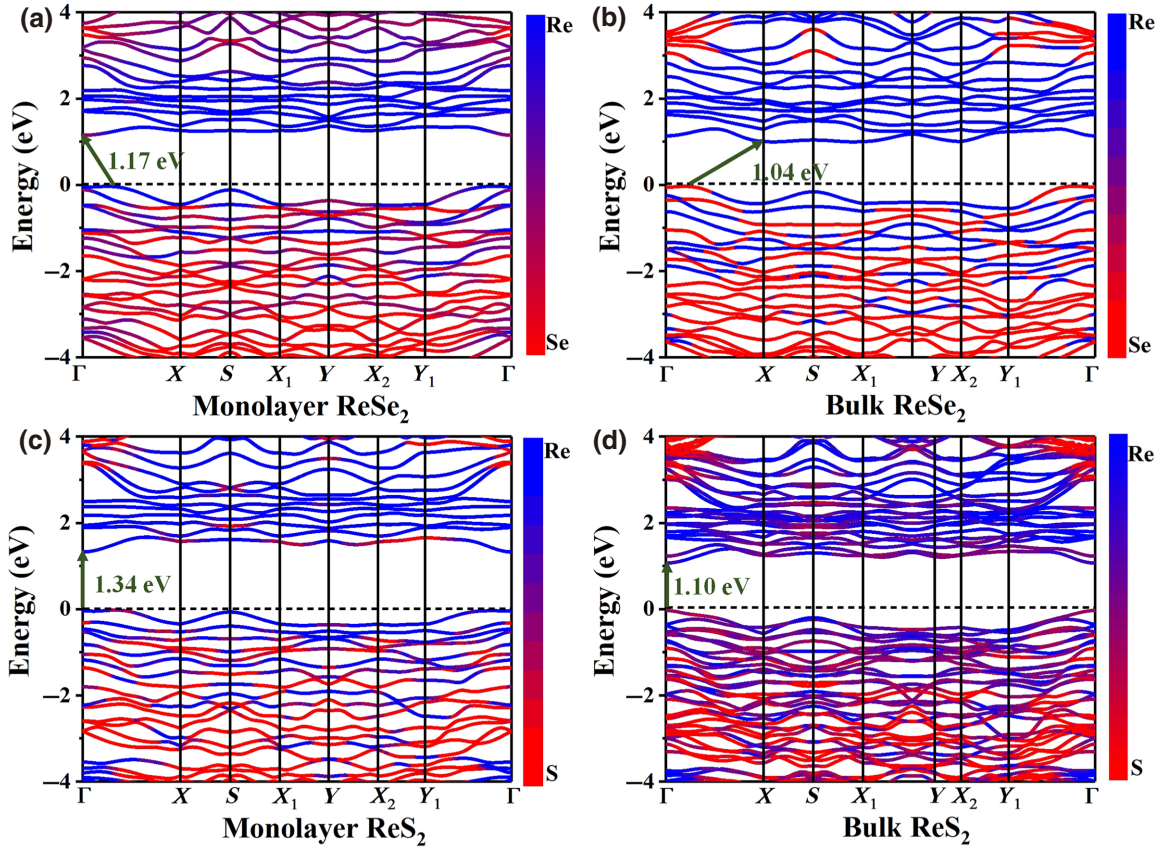 (a)
4
2
0
−2
−4
Energy (eV)
1.17 eV
Re
Se
Γ X S X₁ Y X₂ Y₁ Γ
Monolayer ReSe₂
(b)
4
2
0
−2
−4
Energy (eV)
1.04 eV
Re
Se
Γ X S X₁ Y X₂ Y₁ Γ
Bulk ReSe₂
(c)
4
2
0
−2
−4
Energy (eV)
1.34 eV
Re
S
Γ X S X₁ Y X₂ Y₁ Γ
Monolayer ReS₂
(d)
4
2
0
−2
−4
Energy (eV)
1.10 eV
Re
S
Γ X S X₁ Y X₂ Y₁ Γ
Bulk ReS₂